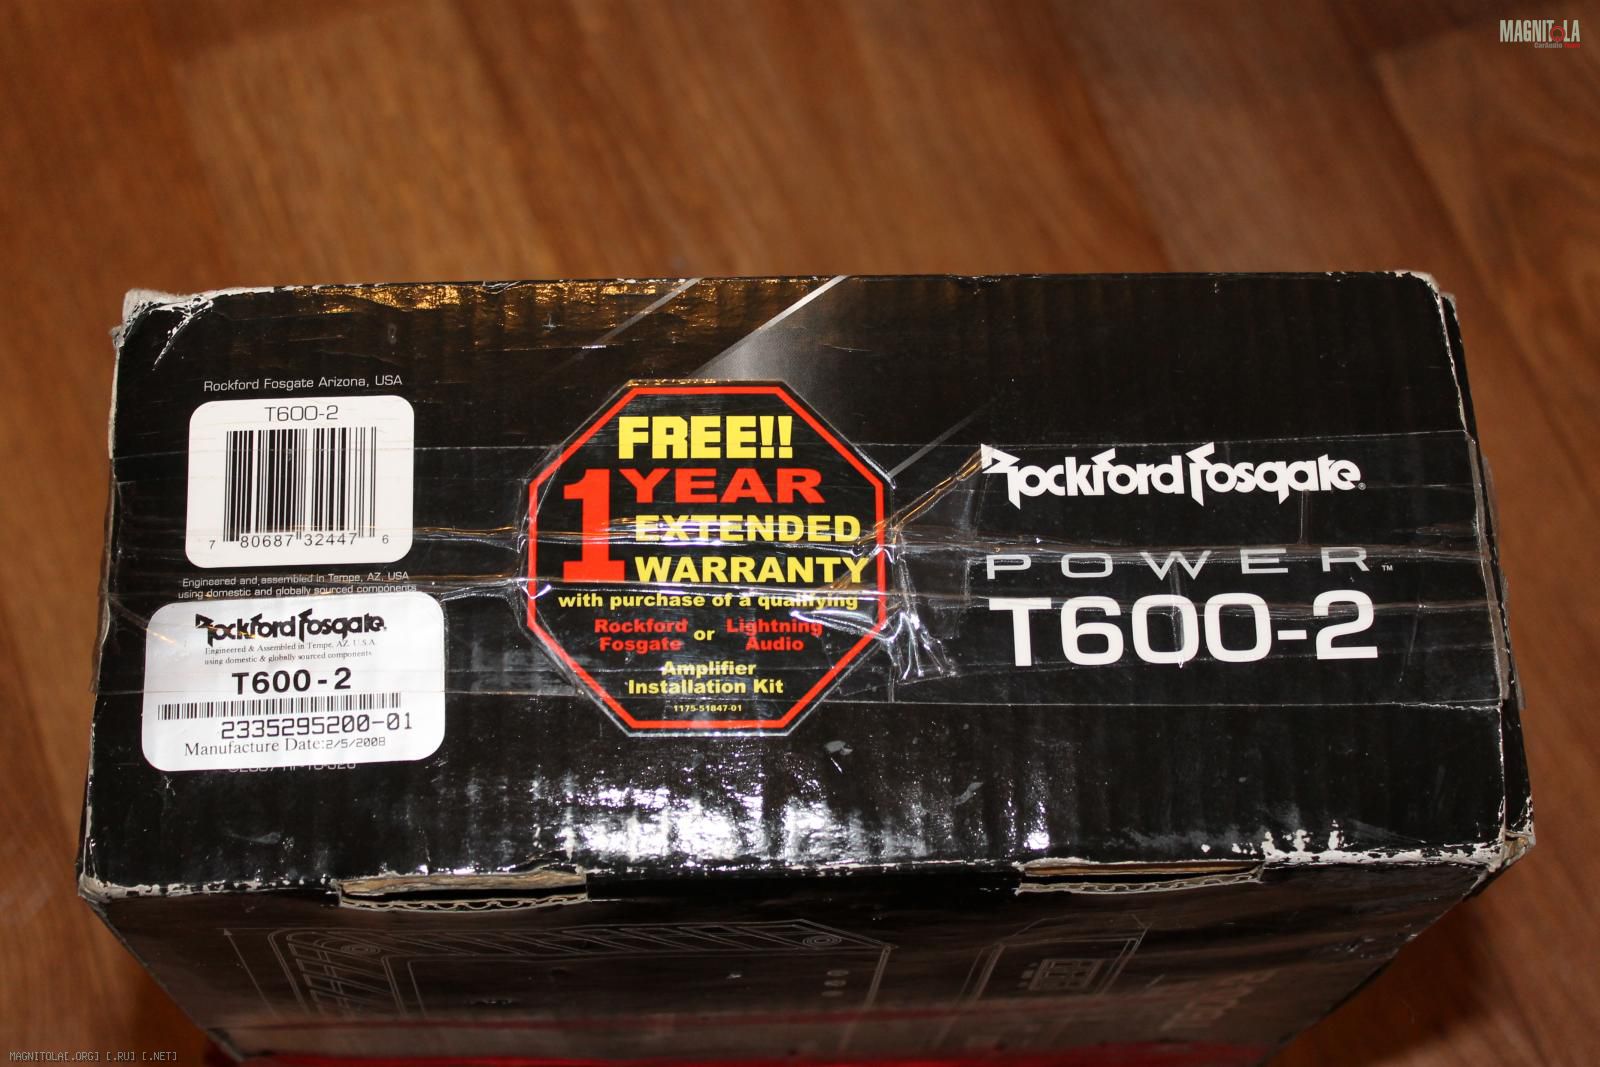 MAGNITOLA
CarAudio
Rockford Fosgate Arizona, USA
T600-2
7 80687 32447 6
Engineered and assembled in Tempe, AZ, USA
using domestic and globally sourced components
Rockford Fosgate.
Engineered & Assembled in Tempe, AZ. U.S.A.
using domestic & globally sourced components
T600-2
2335295200-01
Manufacture Date:2/5/2008
FREE!!
1 YEAR
EXTENDED
WARRANTY
with purchase of a qualifying
Rockford Fosgate or Lightning Audio
Amplifier
Installation Kit
1175-51847-01
Rockford Fosgate®
POWER™
T600-2
MAGNITOLA[.ORG] [.RU] [.NET]